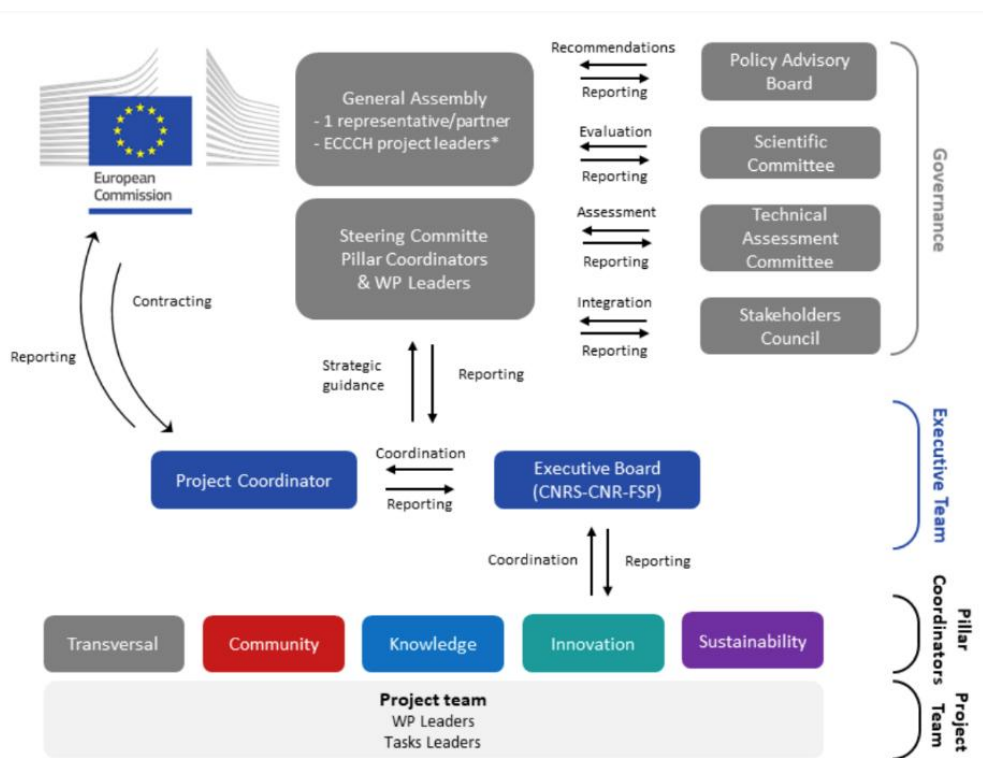 European
Commission
General Assembly
- 1 representative/partner
- ECCCH project leaders*
Steering Committe
Pillar Coordinators
& WP Leaders
Recommendations
Reporting
Policy Advisory
Board
Evaluation
Reporting
Scientific
Committee
Assessment
Reporting
Technical
Assessment
Committee
Integration
Reporting
Stakeholders
Council
Governance
Contracting
Reporting
Strategic
guidance
Reporting
Project Coordinator
Coordination
Reporting
Executive Board
(CNRS-CNR-FSP)
Executive Team
Coordination
Reporting
Transversal
Community
Knowledge
Innovation
Sustainability
Pillar
Coordinators
Project team
WP Leaders
Tasks Leaders
Project
Team